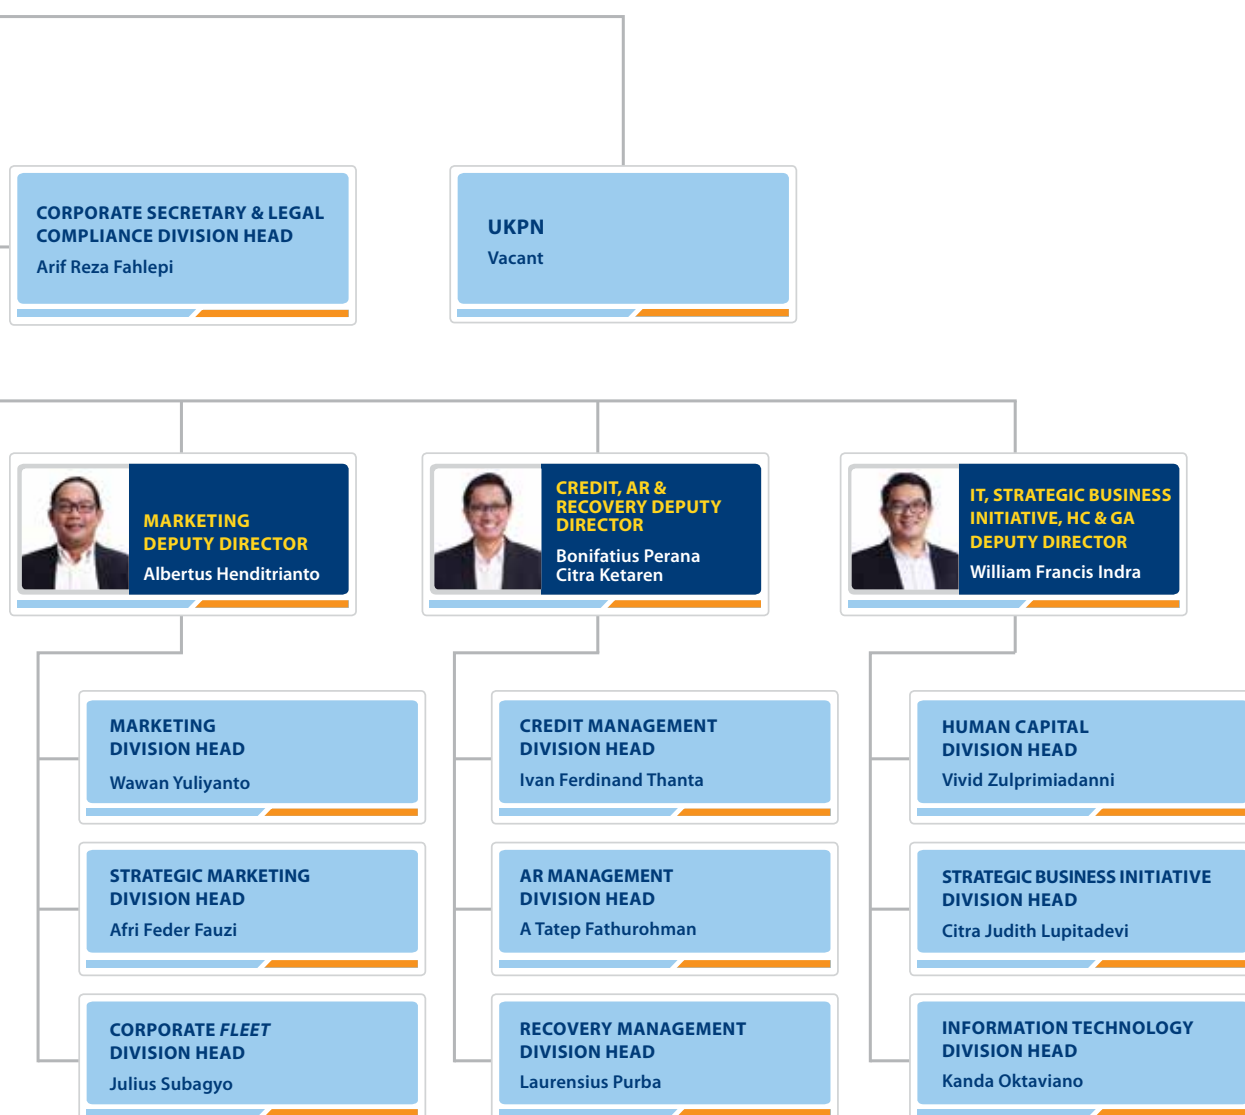 CORPORATE SECRETARY & LEGAL
COMPLIANCE DIVISION HEAD
Arif Reza Fahlepi
UKPN
Vacant
MARKETING
DEPUTY DIRECTOR
Albertus Henditrianto
CREDIT, AR &
RECOVERY DEPUTY
DIRECTOR
Bonifatius Perana
Citra Ketaren
IT, STRATEGIC BUSINESS
INITIATIVE, HC & GA
DEPUTY DIRECTOR
William Francis Indra
MARKETING
DIVISION HEAD
Wawan Yuliyanto
STRATEGIC MARKETING
DIVISION HEAD
Afri Feder Fauzi
CORPORATE FLEET
DIVISION HEAD
Julius Subagyo
CREDIT MANAGEMENT
DIVISION HEAD
Ivan Ferdinand Thanta
AR MANAGEMENT
DIVISION HEAD
A Tatep Fathurohman
RECOVERY MANAGEMENT
DIVISION HEAD
Laurensius Purba
HUMAN CAPITAL
DIVISION HEAD
Vivid Zulprimiadanni
STRATEGIC BUSINESS INITIATIVE
DIVISION HEAD
Citra Judith Lupitadevi
INFORMATION TECHNOLOGY
DIVISION HEAD
Kanda Oktaviano